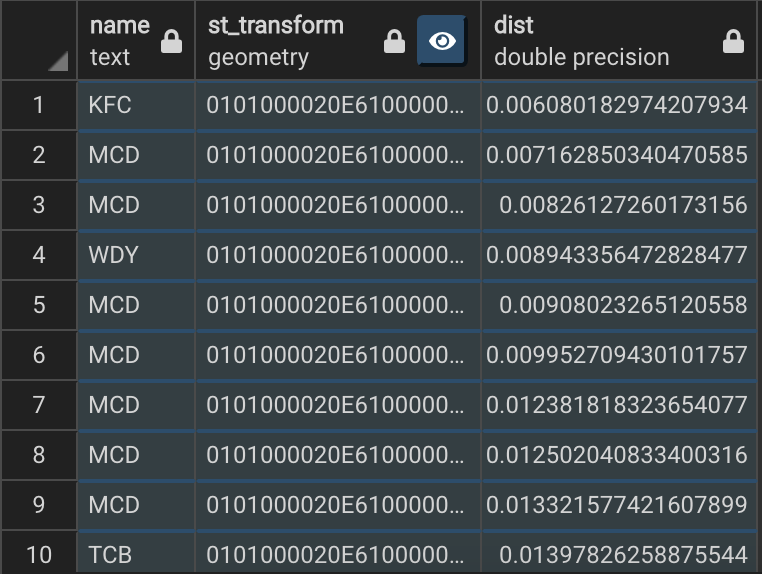 name st_transform dist
text geometry double precision
1 KFC 0101000020E6100000… 0.006080182974207934
2 MCD 0101000020E6100000… 0.007162850340470585
3 MCD 0101000020E6100000… 0.00826127260173156
4 WDY 0101000020E6100000… 0.008943356472828477
5 MCD 0101000020E6100000… 0.00908023265120558
6 MCD 0101000020E6100000… 0.009952709430101757
7 MCD 0101000020E6100000… 0.012381818323654077
8 MCD 0101000020E6100000… 0.012502040833400316
9 MCD 0101000020E6100000… 0.013321577421607899
10 TCB 0101000020E6100000… 0.01397826258875544